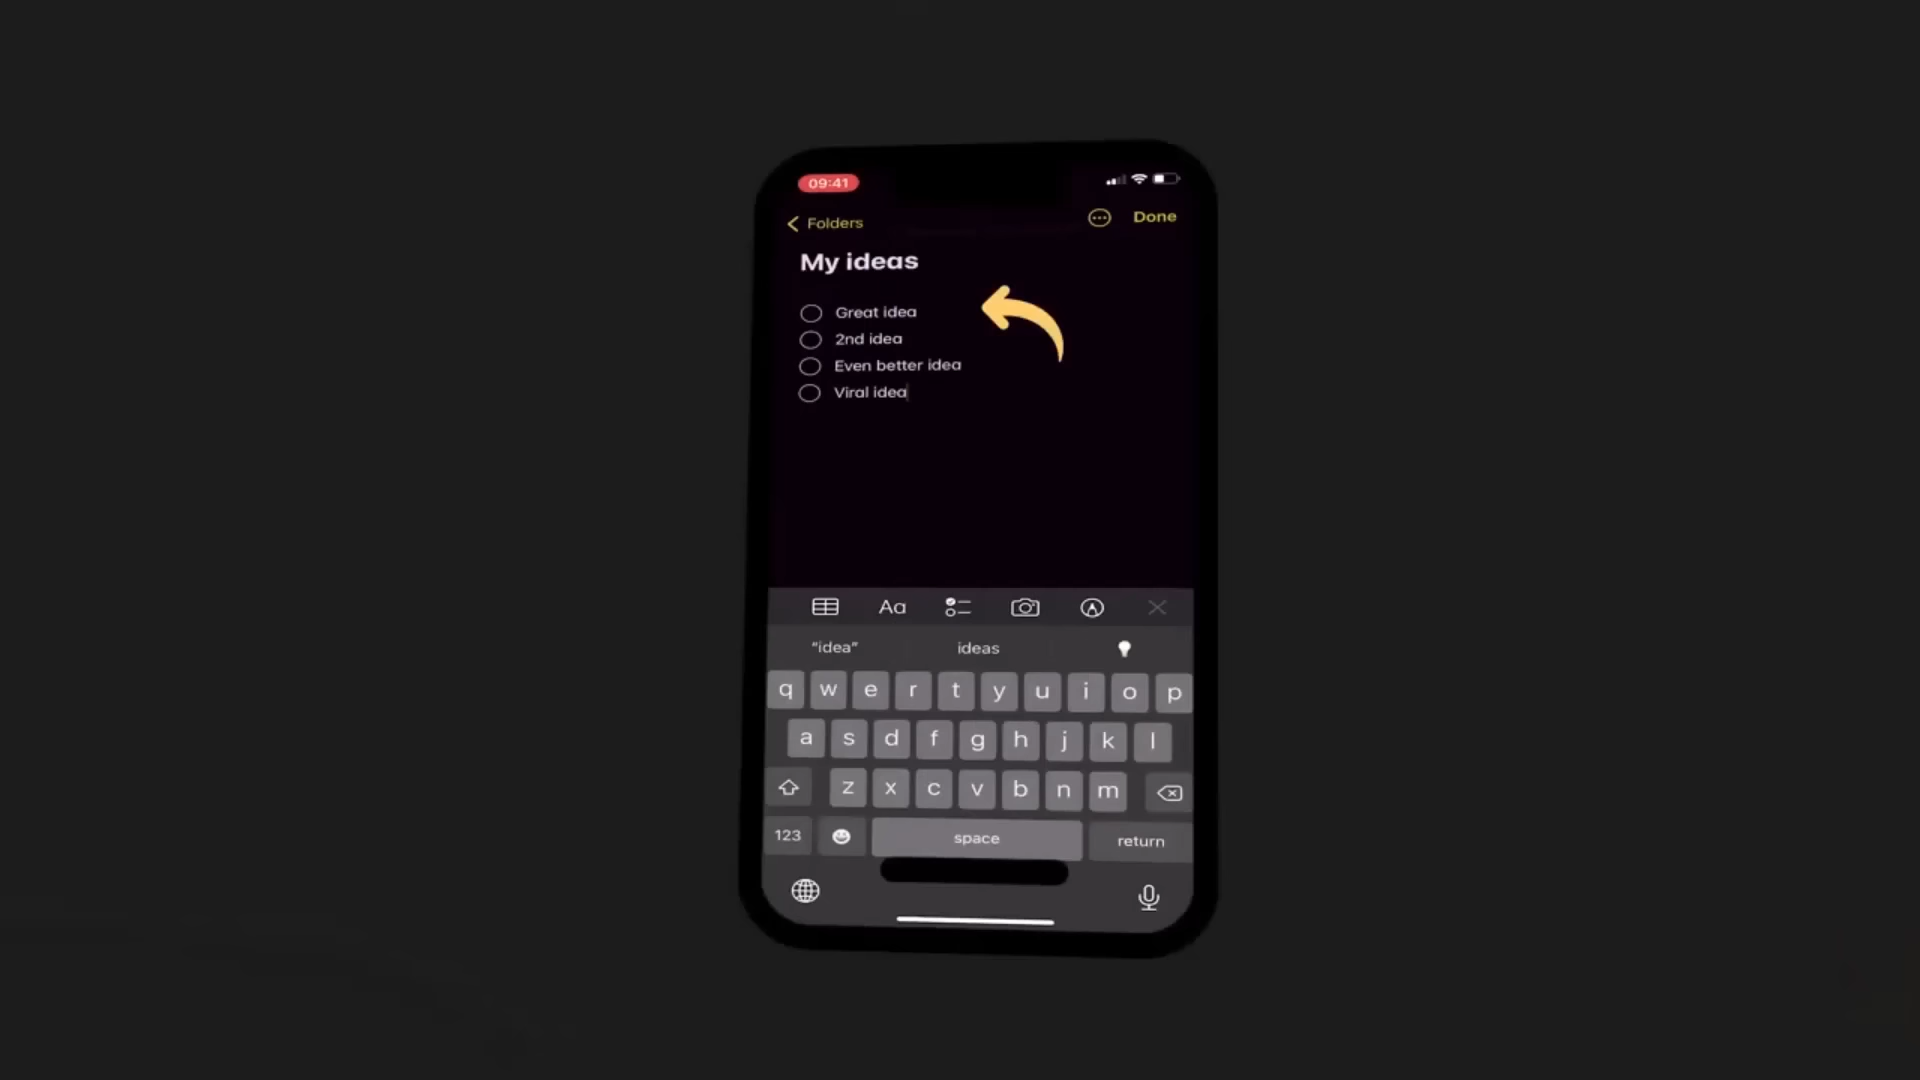 09:41
Folders
Done
My ideas
Great idea
2nd idea
Even better idea
Viral idea
Aa
"idea"
ideas
q w e r t y u i o p
a s d f g h j k l
z x c v b n m
123
space
return